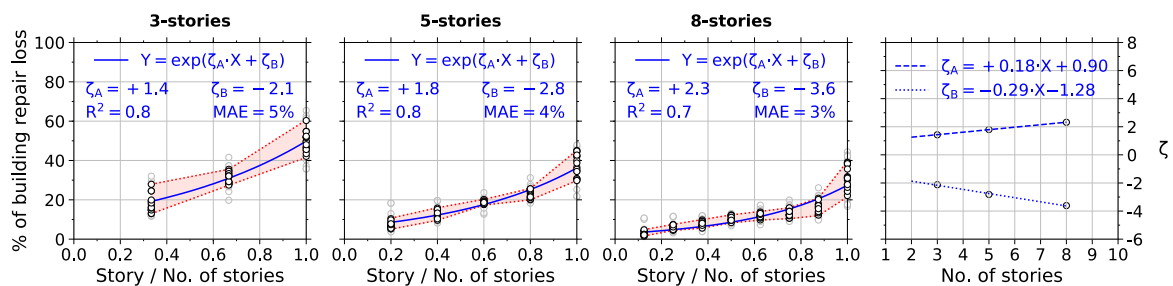 3-stories
5-stories
8-stories
% of building repair loss
100
80
60
40
20
0
Y = exp(ζA·X + ζB)
ζA = +1.4 ζB = −2.1
R² = 0.8 MAE = 5%
0.0 0.2 0.4 0.6 0.8 1.0
Story / No. of stories
Y = exp(ζA·X + ζB)
ζA = +1.8 ζB = −2.8
R² = 0.8 MAE = 4%
0.0 0.2 0.4 0.6 0.8 1.0
Story / No. of stories
Y = exp(ζA·X + ζB)
ζA = +2.3 ζB = −3.6
R² = 0.7 MAE = 3%
0.0 0.2 0.4 0.6 0.8 1.0
Story / No. of stories
ζA = +0.18·X+0.90
ζB = −0.29·X−1.28
8
6
4
2
0
−2
−4
−6
ζ
1 2 3 4 5 6 7 8 9 10
No. of stories